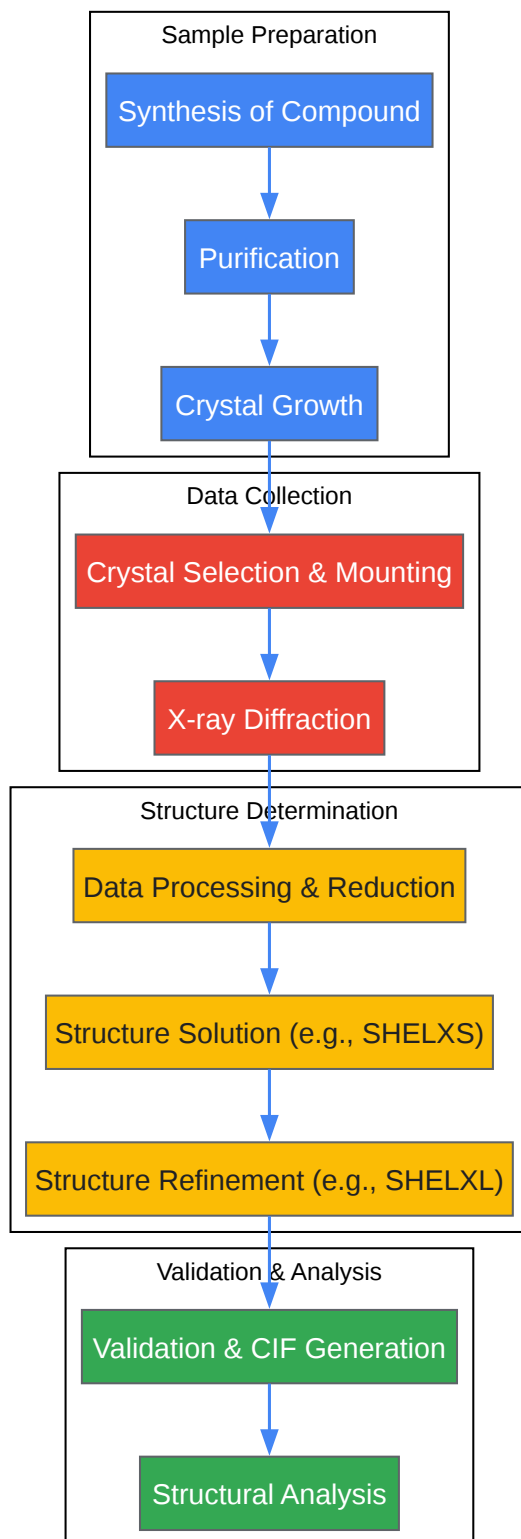 Sample Preparation
Synthesis of Compound
Purification
Crystal Growth
Data Collection
Crystal Selection & Mounting
X-ray Diffraction
Structure Determination
Data Processing & Reduction
Structure Solution (e.g., SHELXS)
Structure Refinement (e.g., SHELXL)
Validation & Analysis
Validation & CIF Generation
Structural Analysis